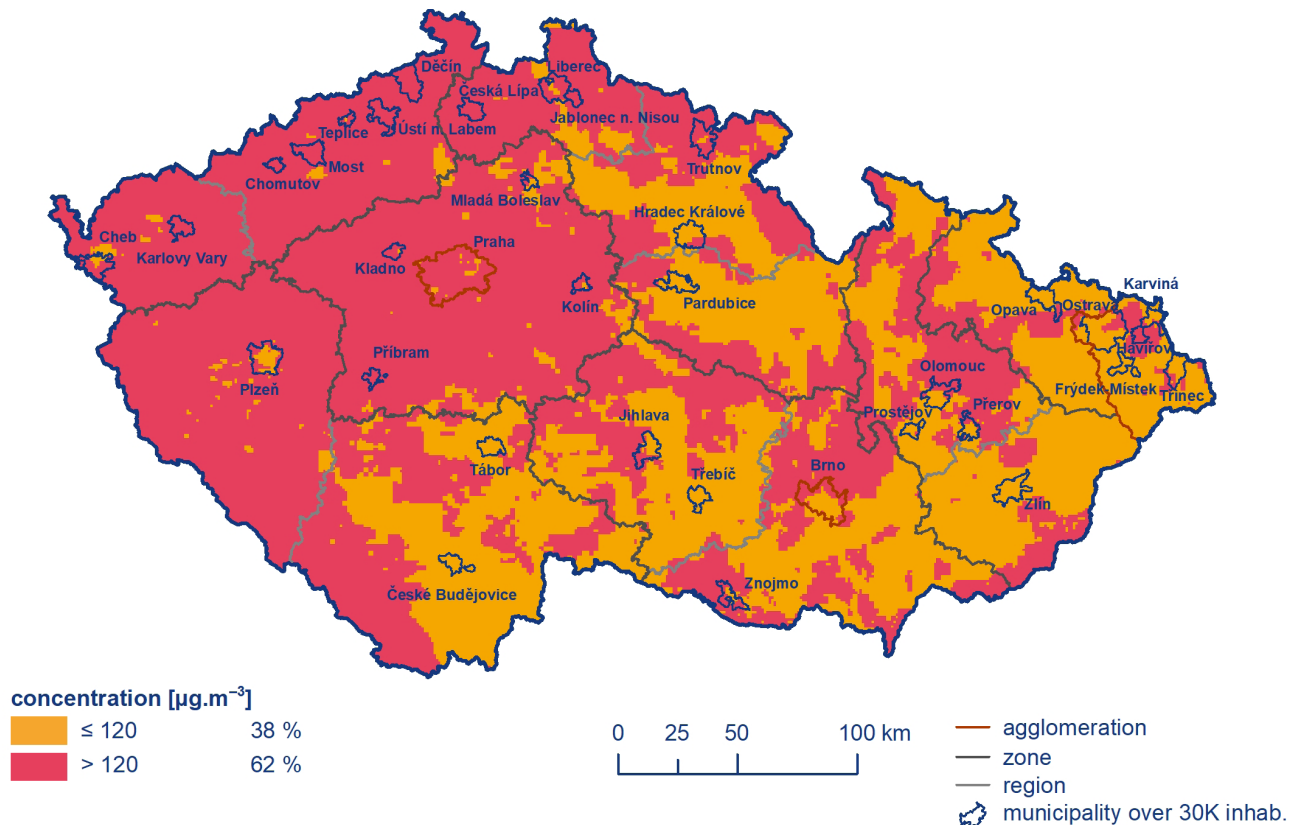 Děčín
Liberec
Česká Lípa
Jablonec n. Nisou
Teplice
Ústí n. Labem
Most
Chomutov
Trutnov
Mladá Boleslav
Hradec Králové
Cheb
Karlovy Vary
Praha
Kladno
Kolín
Pardubice
Karviná
Opava
Ostrava
Havířov
Příbram
Plzeň
Olomouc
Frýdek-Místek
Třinec
Prostějov
Přerov
Jihlava
Tábor
Třebíč
Brno
Zlín
České Budějovice
Znojmo
concentration [µg.m⁻³]
≤ 120 38 %
> 120 62 %
0 25 50 100 km
agglomeration
zone
region
municipality over 30K inhab.